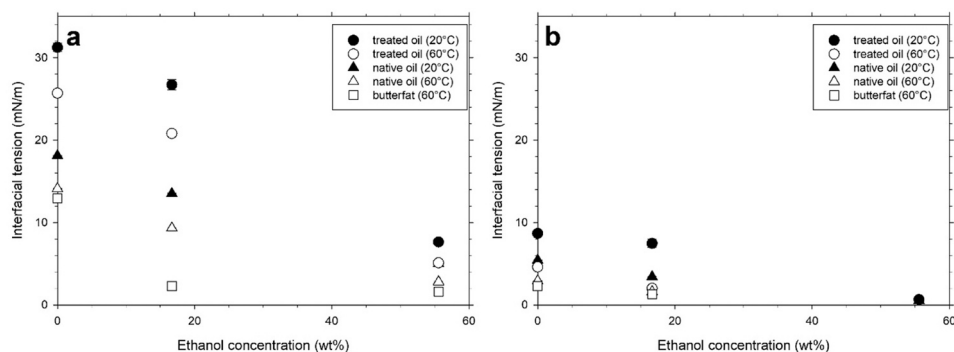 a
treated oil (20°C)
treated oil (60°C)
native oil (20°C)
native oil (60°C)
butterfat (60°C)
Interfacial tension (mN/m)
30
20
10
0
0 20 40 60
Ethanol concentration (wt%)
b
treated oil (20°C)
treated oil (60°C)
native oil (20°C)
native oil (60°C)
butterfat (60°C)
Interfacial tension (mN/m)
30
20
10
0
0 20 40 60
Ethanol concentration (wt%)